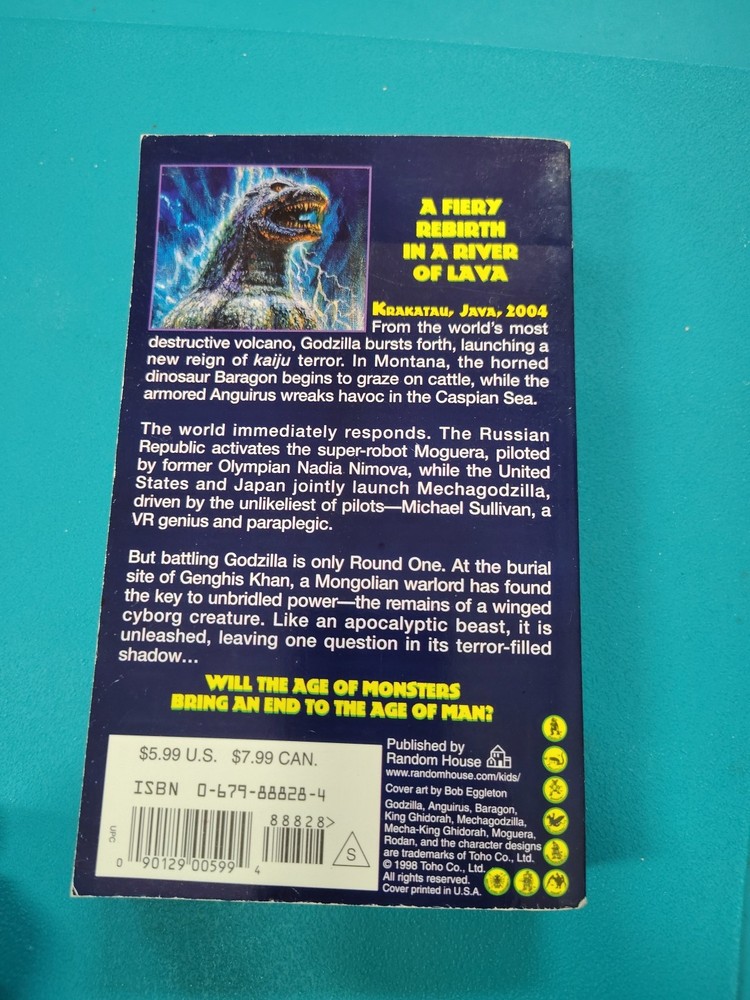 A FIERY
REBIRTH
IN A RIVER
OF LAVA
KRAKATAU, JAVA, 2004
From the world's most
destructive volcano, Godzilla bursts forth, launching a
new reign of kaiju terror. In Montana, the horned
dinosaur Baragon begins to graze on cattle, while the
armored Anguirus wreaks havoc in the Caspian Sea.
The world immediately responds. The Russian
Republic activates the super-robot Moguera, piloted
by former Olympian Nadia Nimova, while the United
States and Japan jointly launch Mechagodzilla,
driven by the unlikeliest of pilots—Michael Sullivan, a
VR genius and paraplegic.
But battling Godzilla is only Round One. At the burial
site of Genghis Khan, a Mongolian warlord has found
the key to unbridled power—the remains of a winged
cyborg creature. Like an apocalyptic beast, it is
unleashed, leaving one question in its terror-filled
shadow...
WILL THE AGE OF MONSTERS
BRING AN END TO THE AGE OF MAN?
$5.99 U.S. $7.99 CAN.
ISBN 0-679-88828-4
88828>
UPC
0 90129 00599 4
S
Published by
Random House
www.randomhouse.com/kids/
Cover art by Bob Eggleton
Godzilla, Anguirus, Baragon,
King Ghidorah, Mechagodzilla,
Mecha-King Ghidorah, Moguera,
Rodan, and the character designs
are trademarks of Toho Co., Ltd.
© 1998 Toho Co., Ltd.
All rights reserved.
Cover printed in U.S.A.